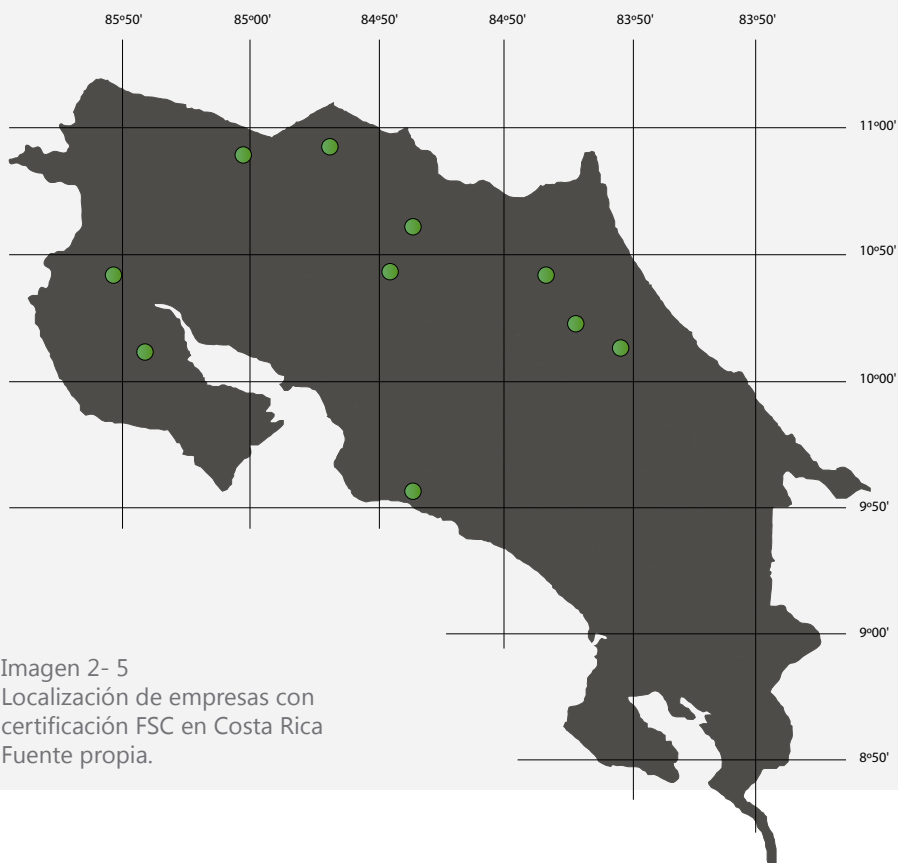 85º50' 85º00' 84º50' 84º50' 83º50' 83º50'
11º00'
10º50'
10º00'
9º50'
9º00'
8º50'
Imagen 2- 5
Localización de empresas con
certificación FSC en Costa Rica
Fuente propia.